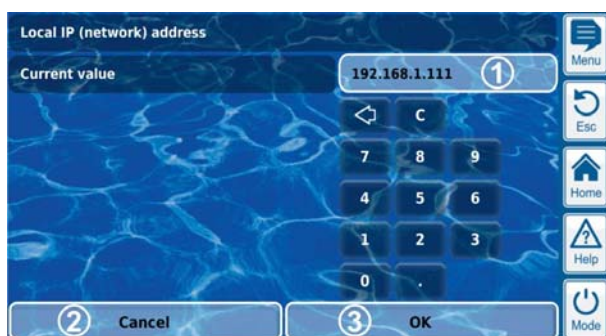 Local IP (network) address
Menu
Current value
192.168.1.111 1
C
Esc
7 8 9
4 5 6
Home
1 2 3
?
Help
0 .
2 Cancel
3 OK
Mode